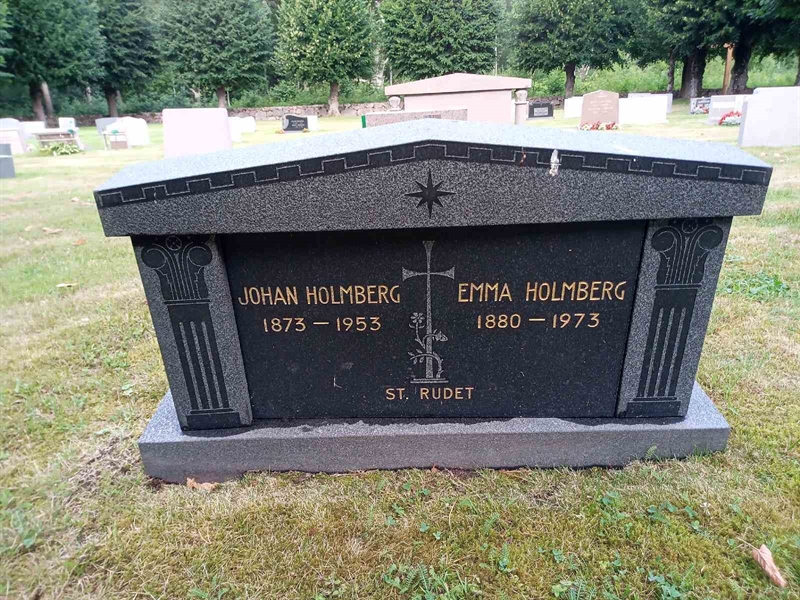 JOHAN HOLMBERG
1873 – 1953
EMMA HOLMBERG
1880 – 1973
ST. RUDET